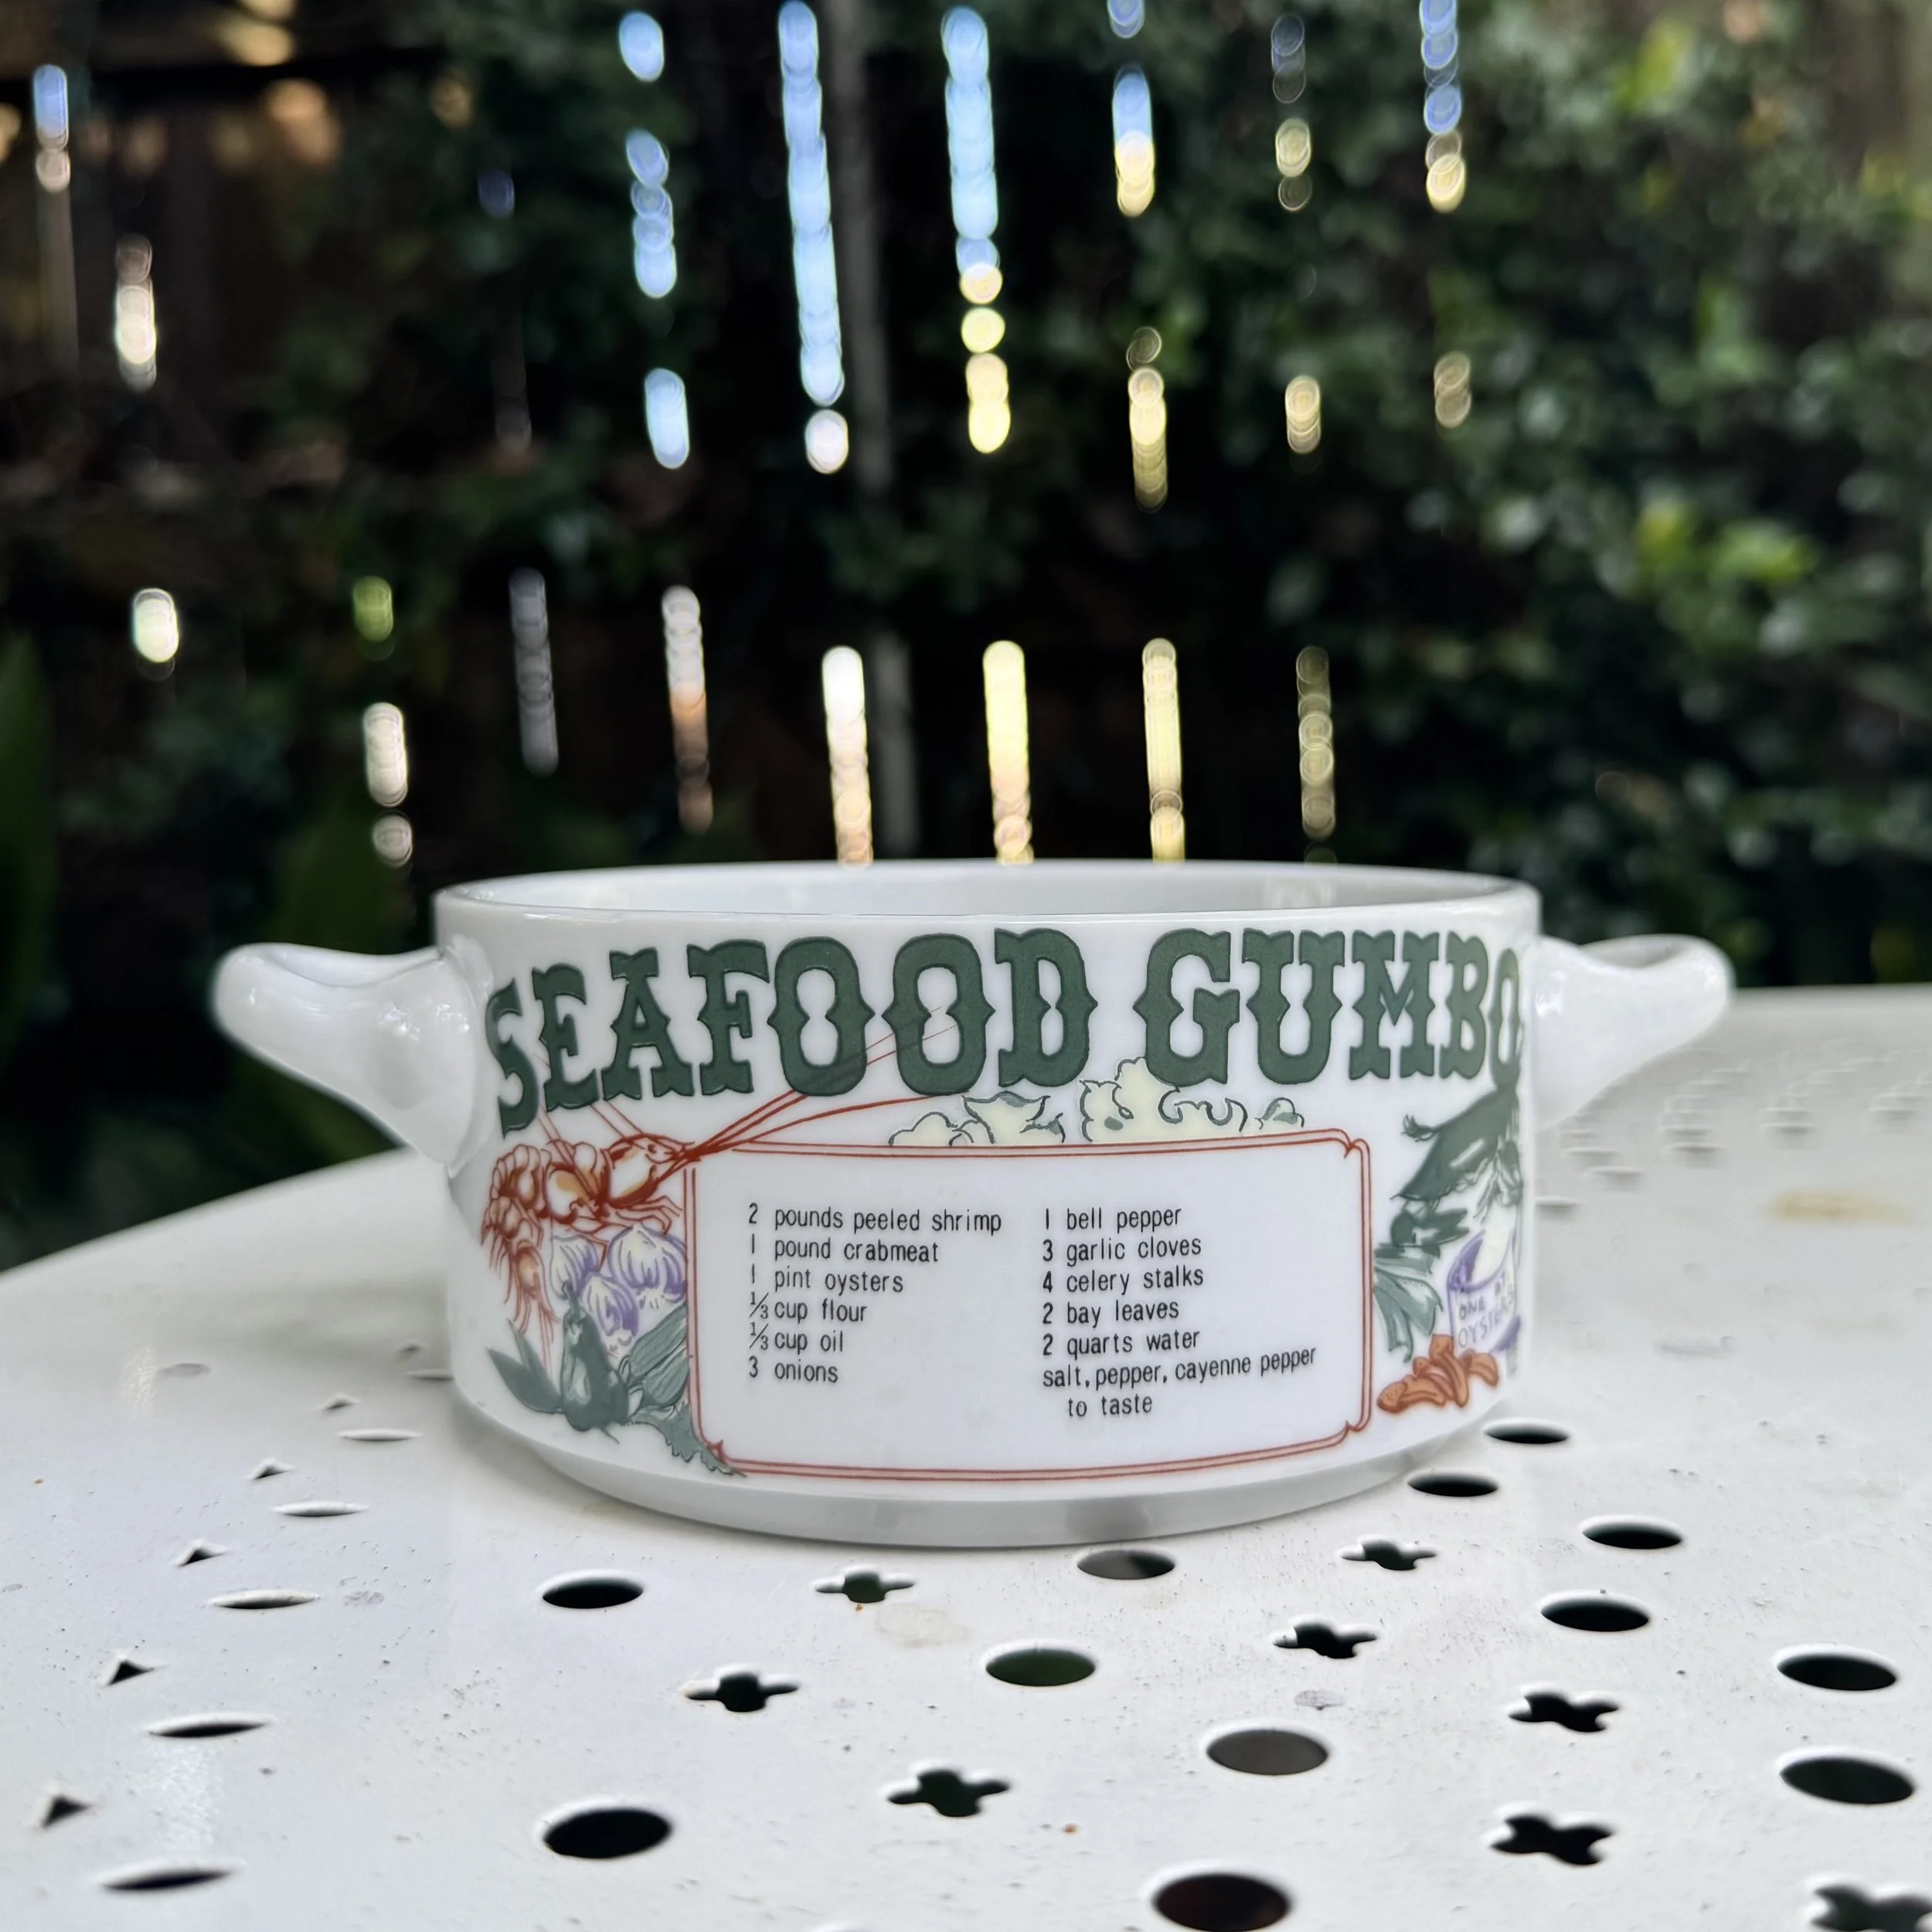 SEAFOOD GUMBO
2 pounds peeled shrimp
1 pound crabmeat
1 pint oysters
⅓ cup flour
⅓ cup oil
3 onions
1 bell pepper
3 garlic cloves
4 celery stalks
2 bay leaves
2 quarts water
salt, pepper, cayenne pepper
to taste
ONE
OYSTERS